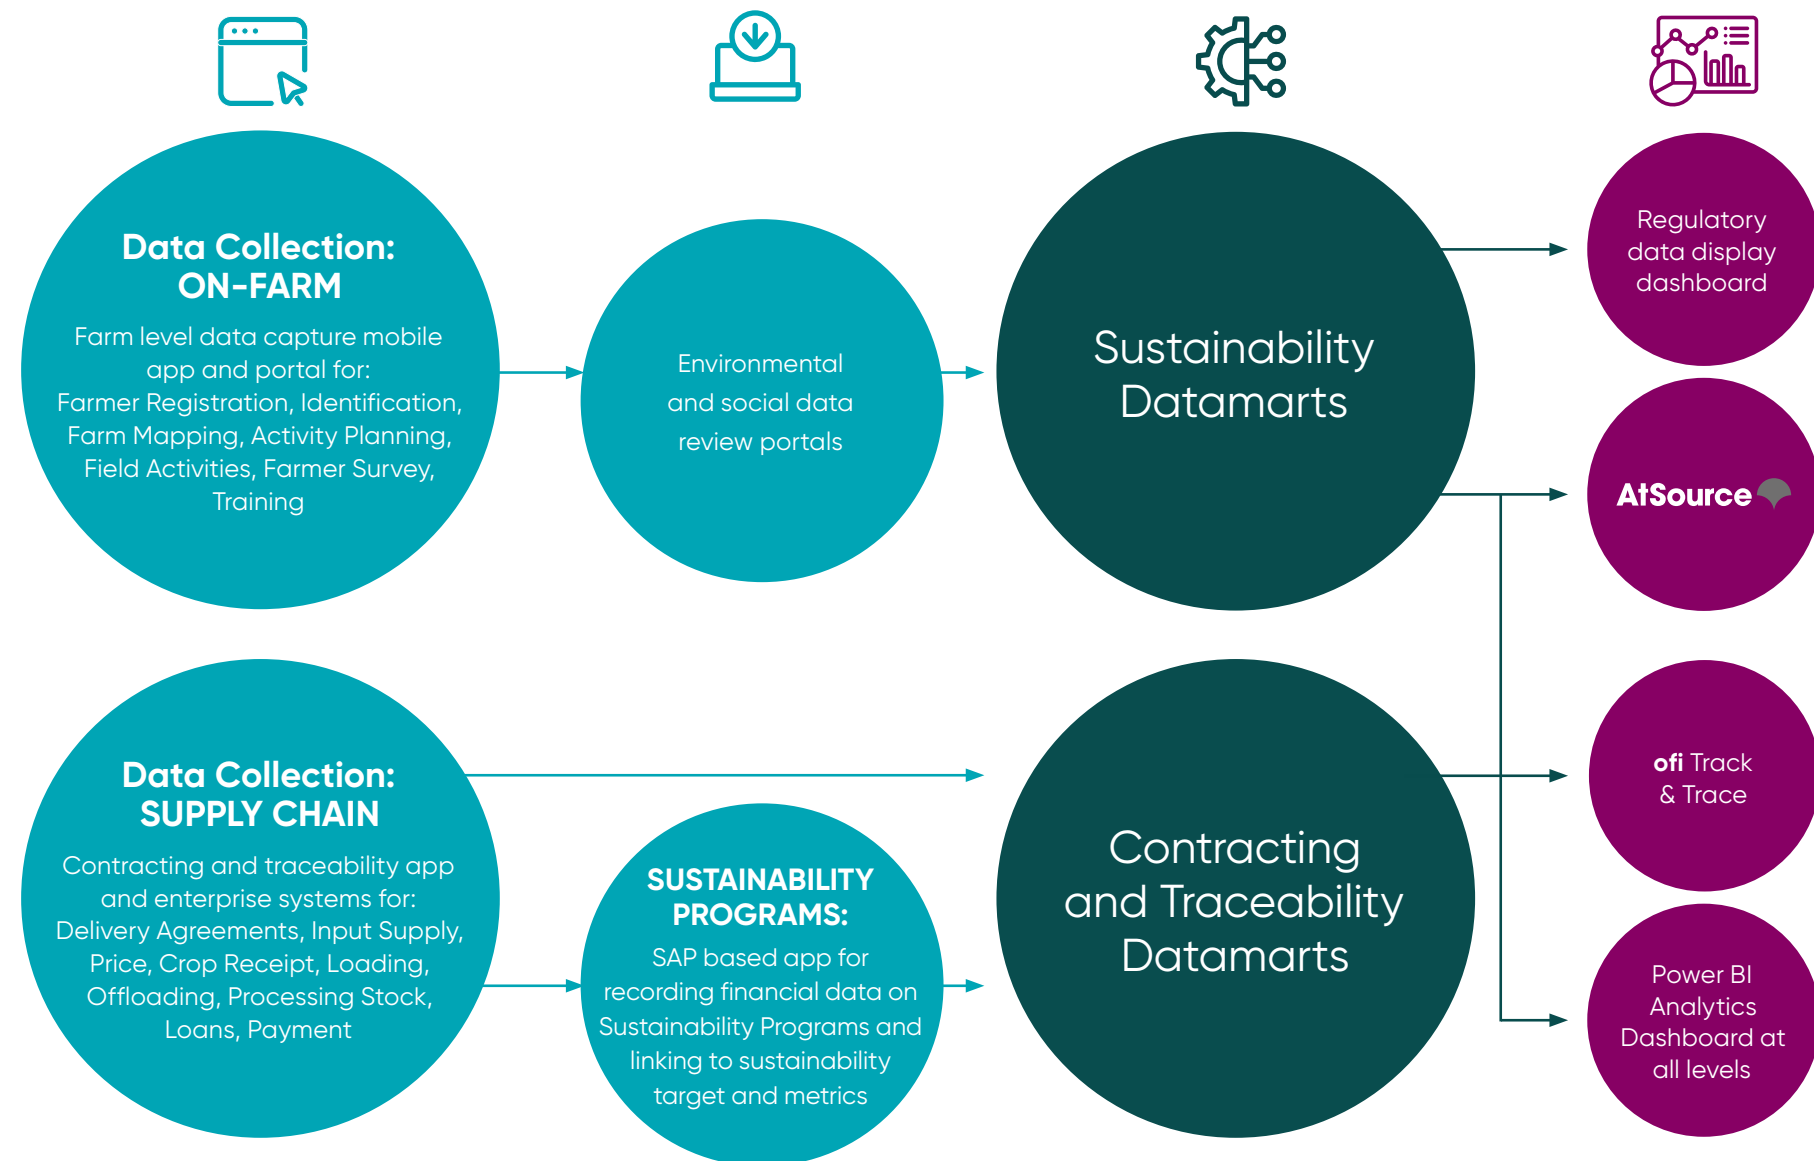 Data Collection:
ON-FARM
Farm level data capture mobile
app and portal for:
Farmer Registration, Identification,
Farm Mapping, Activity Planning,
Field Activities, Farmer Survey,
Training
Environmental
and social data
review portals
Sustainability
Datamarts
Regulatory
data display
dashboard
AtSource
Data Collection:
SUPPLY CHAIN
Contracting and traceability app
and enterprise systems for:
Delivery Agreements, Input Supply,
Price, Crop Receipt, Loading,
Offloading, Processing Stock,
Loans, Payment
SUSTAINABILITY
PROGRAMS:
SAP based app for
recording financial data on
Sustainability Programs and
linking to sustainability
target and metrics
Contracting
and Traceability
Datamarts
ofi Track
& Trace
Power BI
Analytics
Dashboard at
all levels